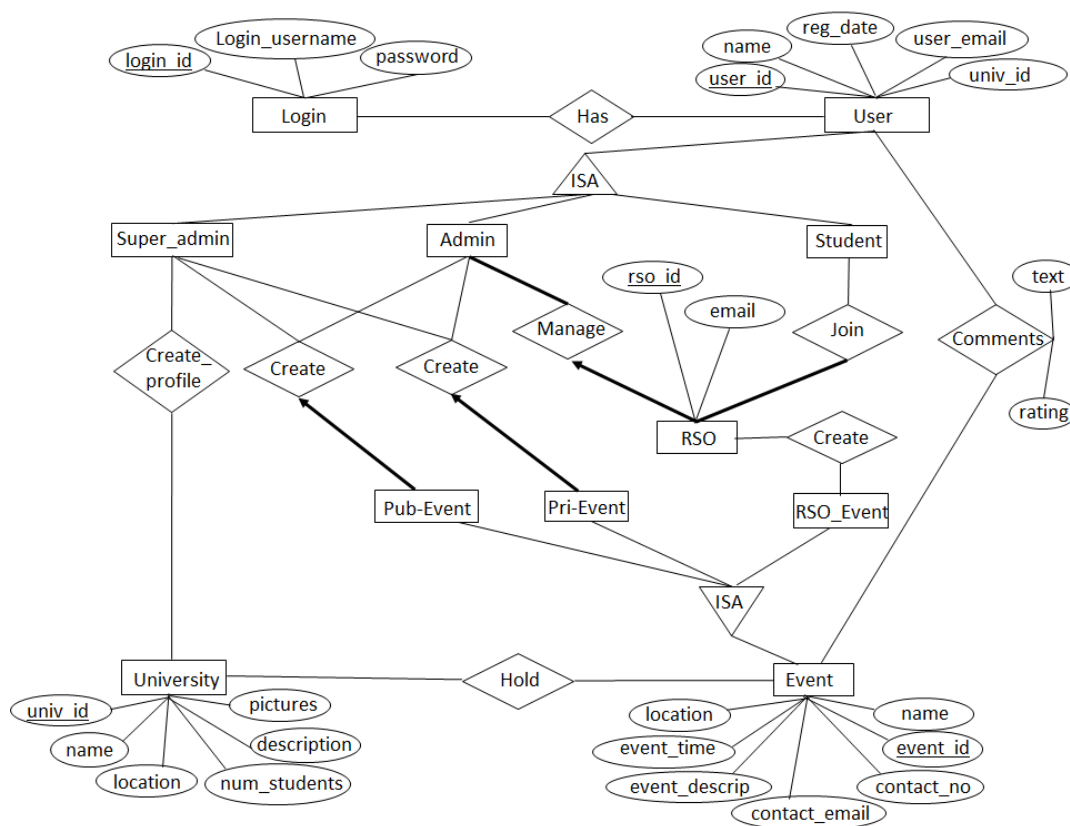 reg_date
Login_username
name
user_email
login_id
password
user_id
univ_id
Login
Has
User
ISA
Super_admin
Admin
Student
rso_id
text
email
Manage
Join
Comments
Create_
profile
Create
Create
rating
RSO
Create
Pub-Event
Pri-Event
RSO_Event
ISA
University
Hold
Event
univ_id
pictures
location
name
name
description
event_time
event_id
location
num_students
event_descrip
contact_no
contact_email